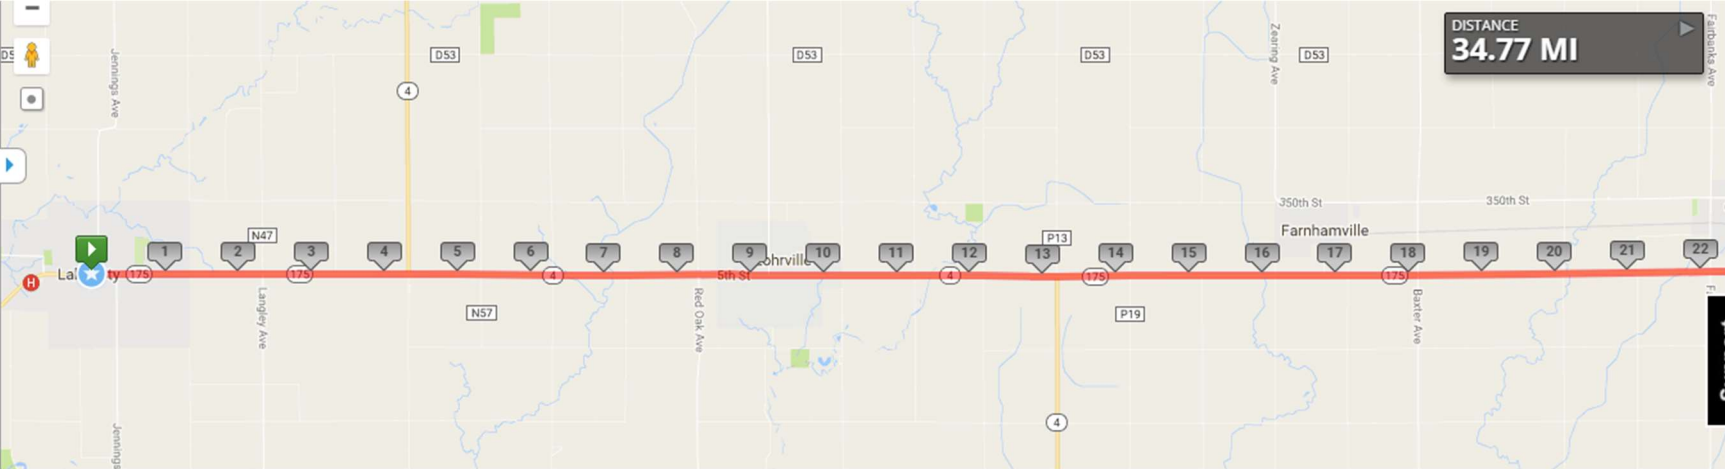 DISTANCE
34.77 MI
D53
D53
D53
D53
Jennings Ave
Zearing Ave
Fairbanks Ave
4
350th St
350th St
Farnhamville
N47
P13
1
2
3
4
5
6
7
8
9
10
11
12
13
14
15
16
17
18
19
20
21
22
H
175
175
4
5th St
4
175
175
Langley Ave
N57
Red Oak Ave
P19
Baxter Ave
4
Jennings